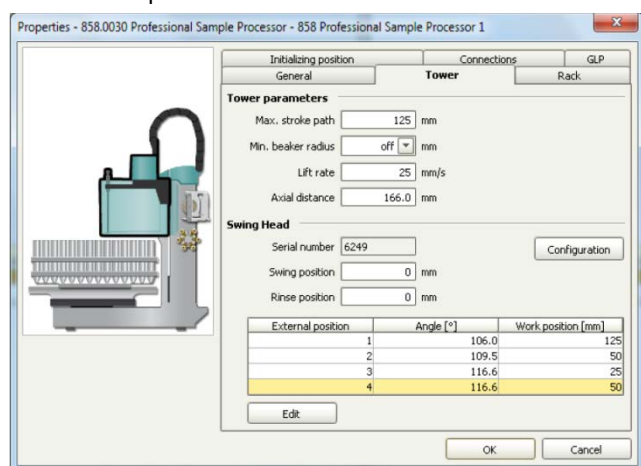 Properties - 858.0030 Professional Sample Processor - 858 Professional Sample Processor 1
Initializing position Connections GLP
General Tower Rack
Tower parameters
Max. stroke path 125 mm
Min. beaker radius off mm
Lift rate 25 mm/s
Axial distance 166.0 mm
Swing Head
Serial number 6249 Configuration
Swing position 0 mm
Rinse position 0 mm
External position Angle [°] Work position [mm]
1 106.0 125
2 109.5 50
3 116.6 25
4 116.6 50
Edit
OK Cancel